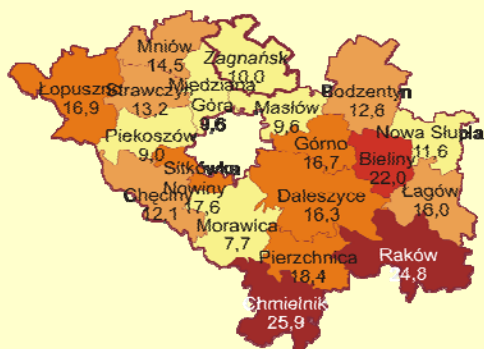 Mniów
14,5
Zagnańsk
10,0
Łopuszno
16,9
Strawczyn
13,2
Miedziana
Góra
9,6
Masłów
9,6
Bodzentyn
12,8
Piekoszów
9,0
Górno
16,7
Nowa Słupia
11,6
Bieliny
22,0
Sitkówka
Nowiny
17,6
Chęciny
12,1
Daleszyce
16,3
Łagów
16,0
Morawica
7,7
Pierzchnica
18,4
Raków
24,8
Chmielnik
25,9